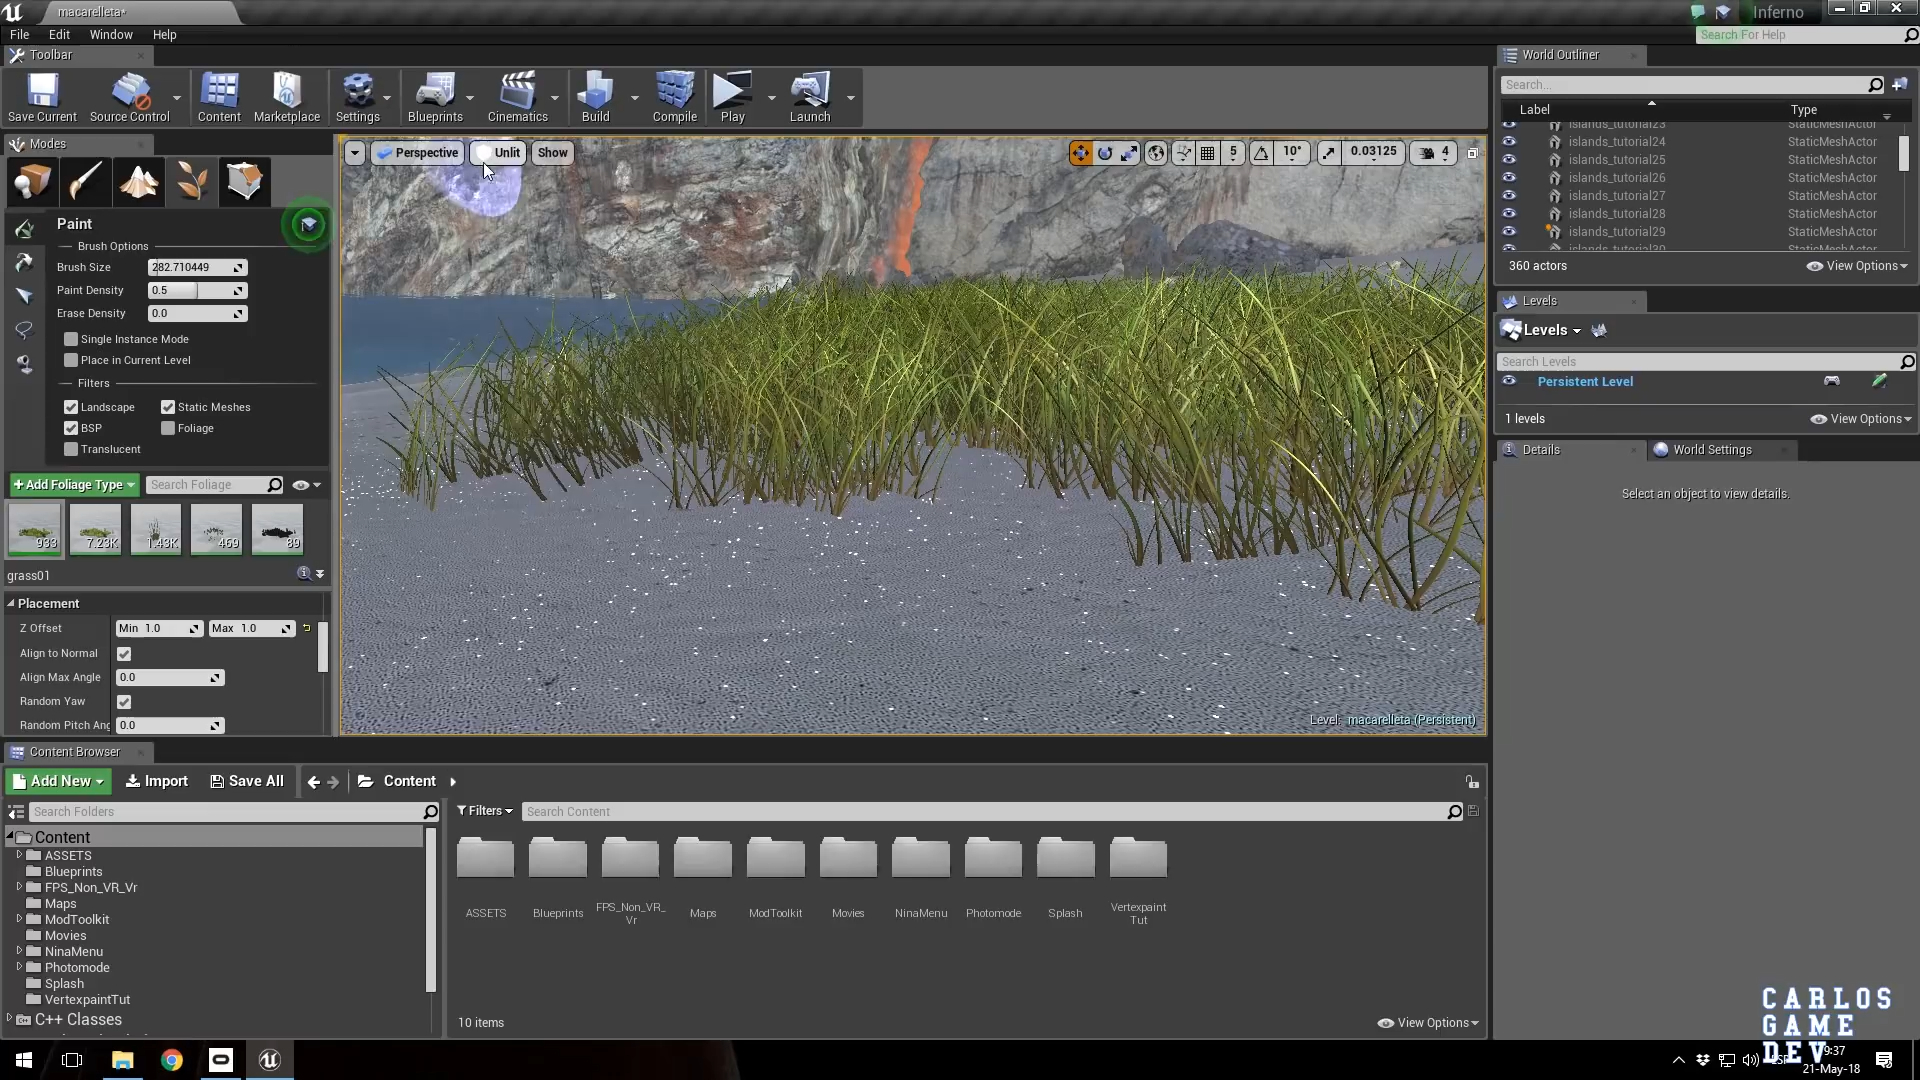 macarelleta*
Inferno
File Edit Window Help
Search For Help
Toolbar
World Outliner
Save Current Source Control Content Marketplace Settings Blueprints Cinematics Build Compile Play Launch
Search...
Label Type
islands_tutorial23 StaticMeshActor
islands_tutorial24 StaticMeshActor
islands_tutorial25 StaticMeshActor
islands_tutorial26 StaticMeshActor
islands_tutorial27 StaticMeshActor
islands_tutorial28 StaticMeshActor
islands_tutorial29 StaticMeshActor
islands_tutorial30 StaticMeshActor
360 actors View Options
Modes
Perspective Unlit Show 5 10° 0.03125 4
Paint
Brush Options
Brush Size 282.710449
Paint Density 0.5
Erase Density 0.0
Single Instance Mode
Place in Current Level
Filters
Landscape Static Meshes
BSP Foliage
Translucent
+Add Foliage Type Search Foliage
933 7.23K 1.43K 469 89
grass01
Placement
Z Offset Min 1.0 Max 1.0
Align to Normal
Align Max Angle 0.0
Random Yaw
Random Pitch Ang 0.0
Level: macarelleta (Persistent)
Levels
Levels
Search Levels
Persistent Level
1 levels View Options
Details World Settings
Select an object to view details.
Content Browser
Add New Import Save All Content
Search Folders
Filters Search Content
Content
ASSETS
Blueprints
FPS_Non_VR_Vr
Maps
ModToolkit
Movies
NinaMenu
Photomode
Splash
VertexpaintTut
C++ Classes
ASSETS Blueprints FPS_Non_VR_ Maps ModToolkit Movies NinaMenu Photomode Splash Vertexpaint
Vr Tut
10 items View Options
CARLOS
GAME
DEV
9:37
21-May-18